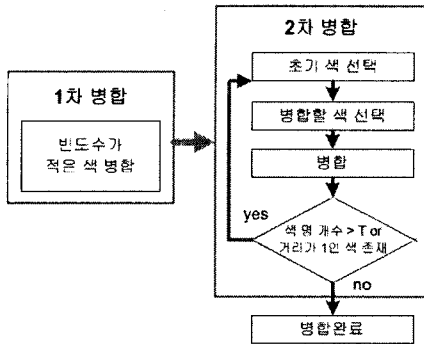 1차 병합
빈도수가
적은 색 병합
2차 병합
초기 색 선택
병합할 색 선택
병합
색 명 개수 > T or
거리가 1인 색 존재
yes
no
병합완료